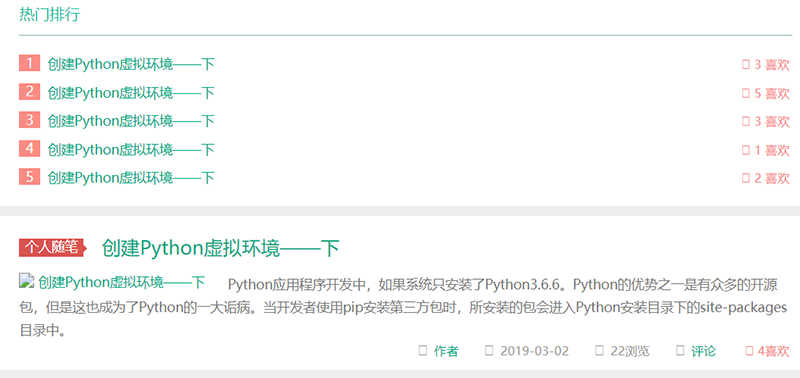 热门排行
1 创建Python虚拟环境——下 3 喜欢
2 创建Python虚拟环境——下 5 喜欢
3 创建Python虚拟环境——下 3 喜欢
4 创建Python虚拟环境——下 1 喜欢
5 创建Python虚拟环境——下 2 喜欢
个人随笔 创建Python虚拟环境——下
创建Python虚拟环境——下 Python应用程序开发中，如果系统只安装了Python3.6.6。Python的优势之一是有众多的开源
包，但是这也成为了Python的一大诟病。当开发者使用pip安装第三方包时，所安装的包会进入Python安装目录下的site-packages
目录中。
作者 2019-03-02 22浏览 评论 4喜欢